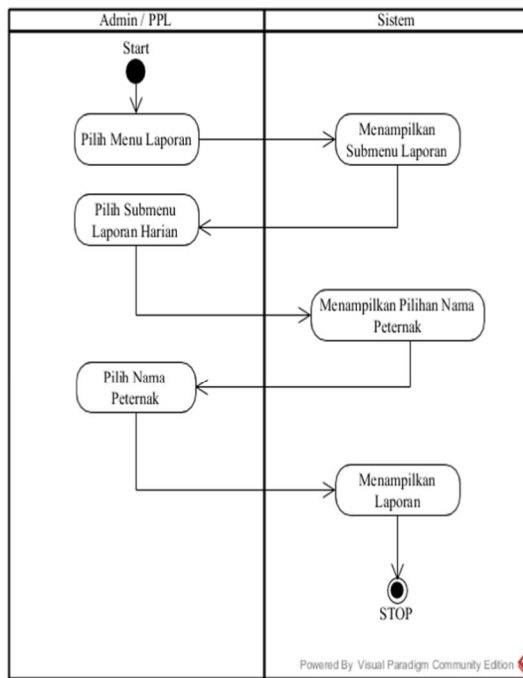 Admin / PPL
Sistem
Start
Pilih Menu Laporan
Menampilkan
Submenu Laporan
Pilih Submenu
Laporan Harian
Menampilkan Pilihan Nama
Peternak
Pilih Nama
Peternak
Menampilkan
Laporan
STOP
Powered By Visual Paradigm Community Edition